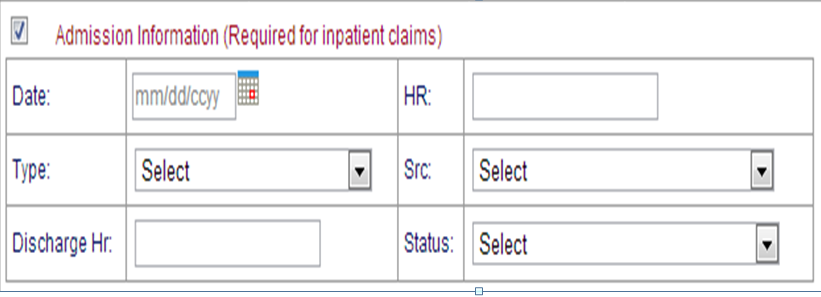 Admission Information (Required for inpatient claims)
Date: mm/dd/ccyy HR:
Type: Select Src: Select
Discharge Hr: Status: Select